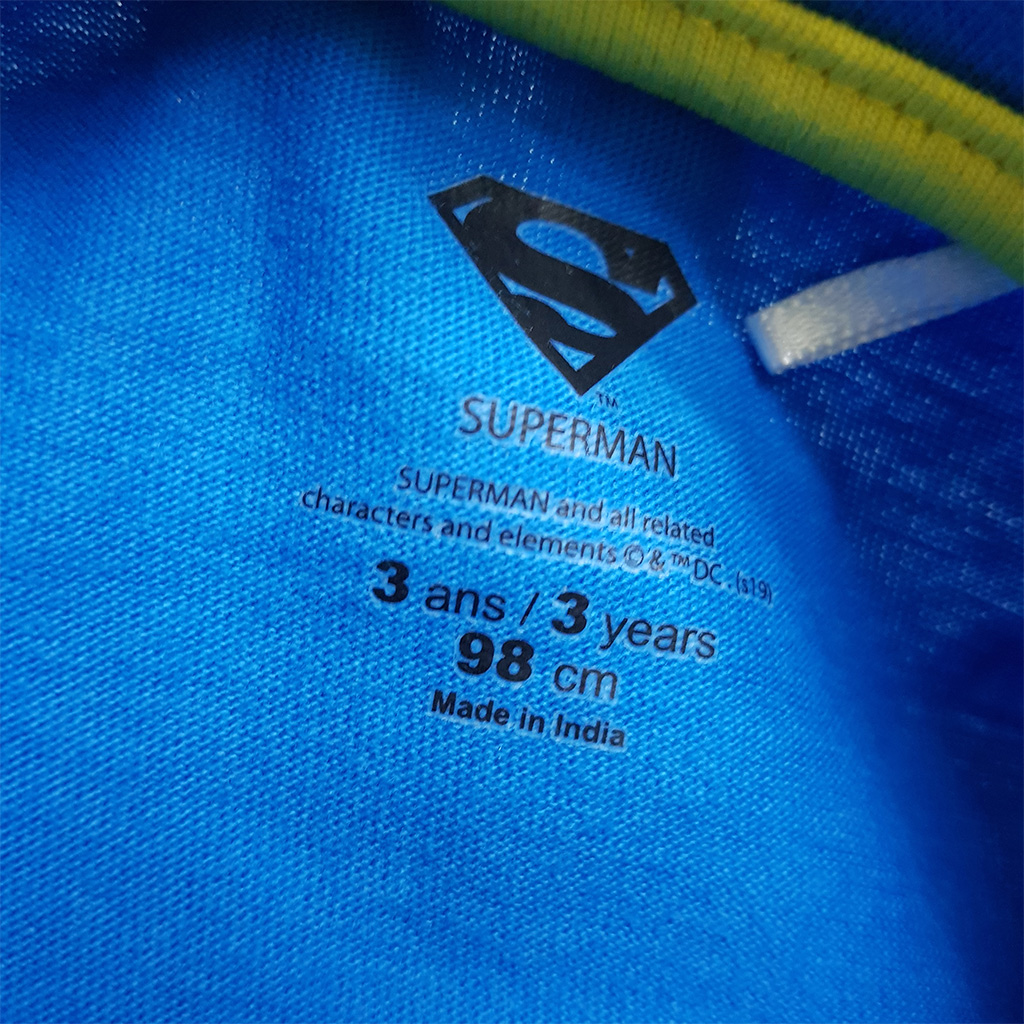 S
™
SUPERMAN
SUPERMAN and all related
characters and elements © & ™ DC. (s19)
3 ans / 3 years
98 cm
Made in India